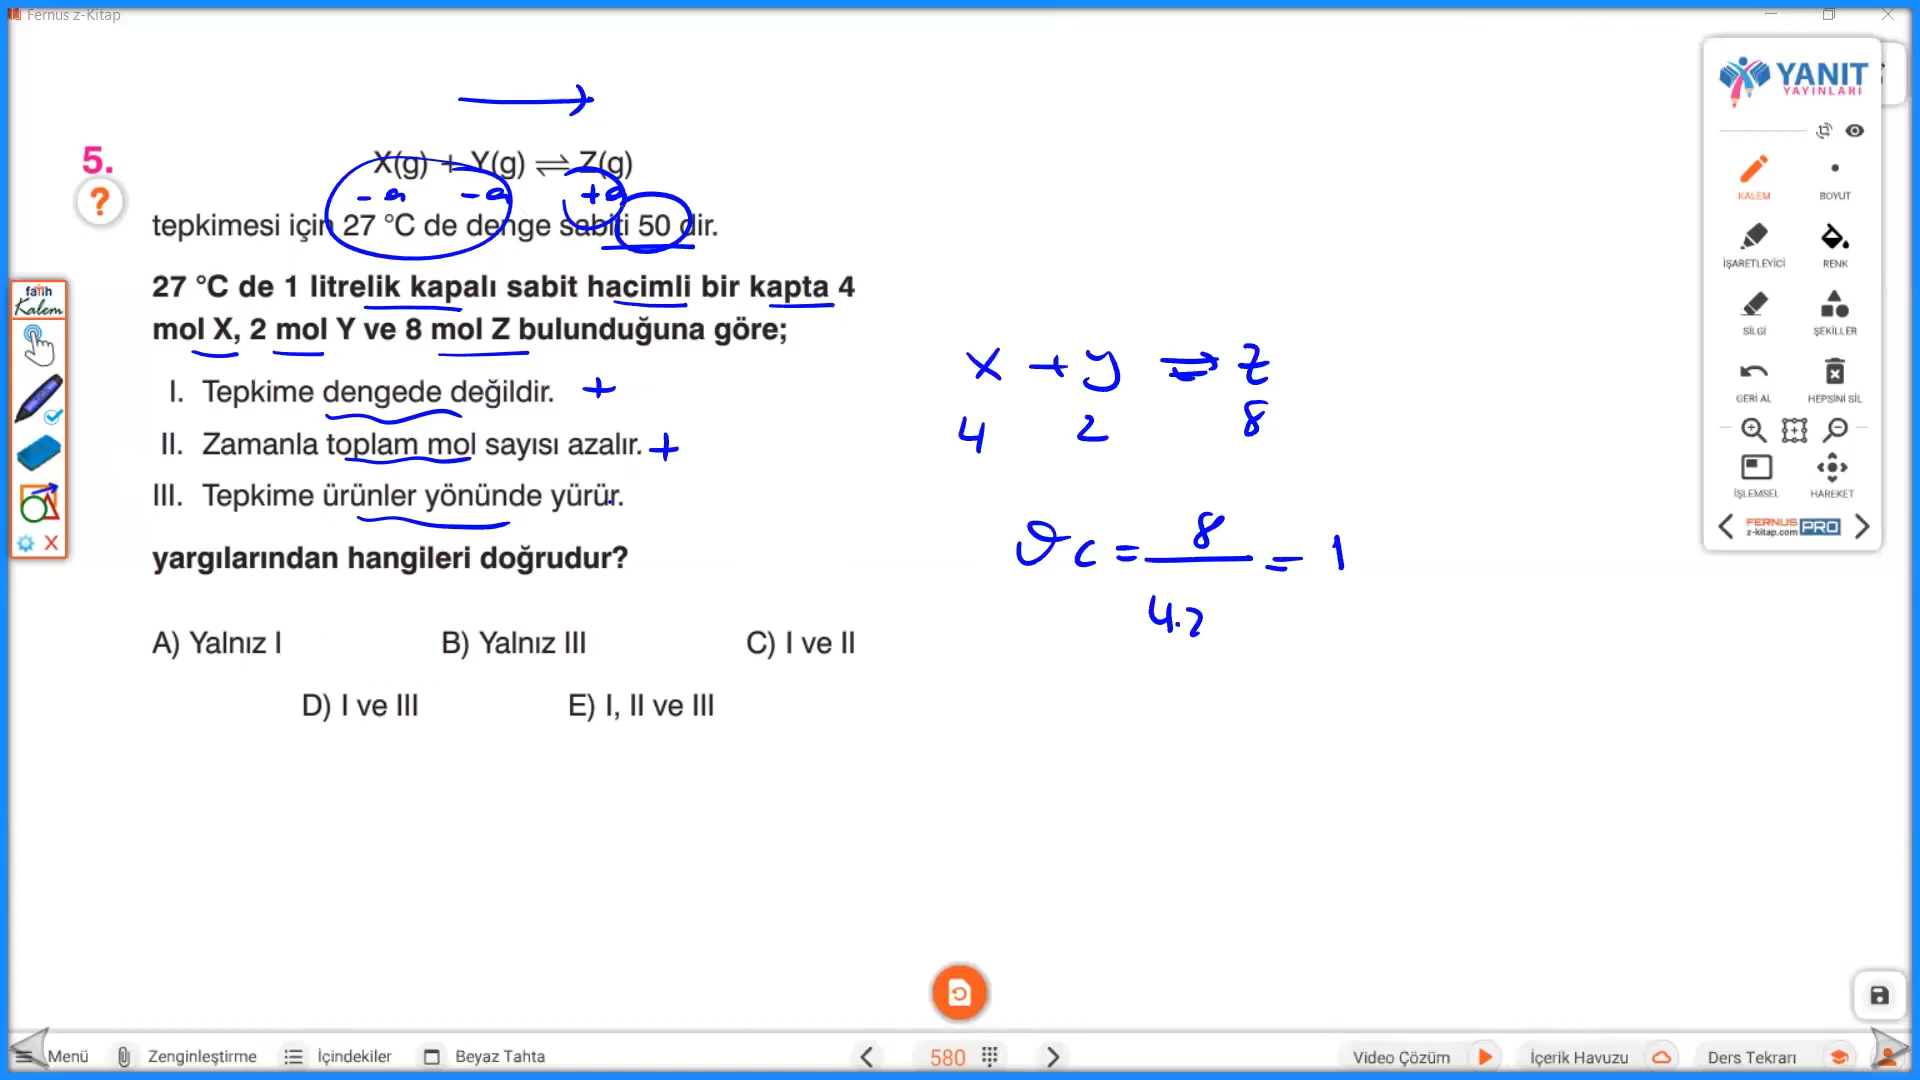 Fernus z-Kitap
5.
X(g) + Y(g) ⇌ Z(g)
-a -a +a
tepkimesi için 27 °C de denge sabiti 50 dir.
27 °C de 1 litrelik kapalı sabit hacimli bir kapta 4
mol X, 2 mol Y ve 8 mol Z bulunduğuna göre;
I. Tepkime dengede değildir. +
II. Zamanla toplam mol sayısı azalır. +
III. Tepkime ürünler yönünde yürür.
yargılarından hangileri doğrudur?
A) Yalnız I B) Yalnız III C) I ve II
D) I ve III E) I, II ve III
x + y ⇌ z
4 2 8
Qc = 8 / 4.2 = 1
fatih
Kalem
YANIT
YAYINLARI
KALEM BOYUT
İŞARETLEYİCİ RENK
SİLGİ ŞEKİLLER
GERİ AL HEPSİNİ SİL
İŞLEMSEL HAREKET
FERNUS PRO
z-kitap.com
Menü Zenginleştirme İçindekiler Beyaz Tahta 580 Video Çözüm İçerik Havuzu Ders Tekrarı